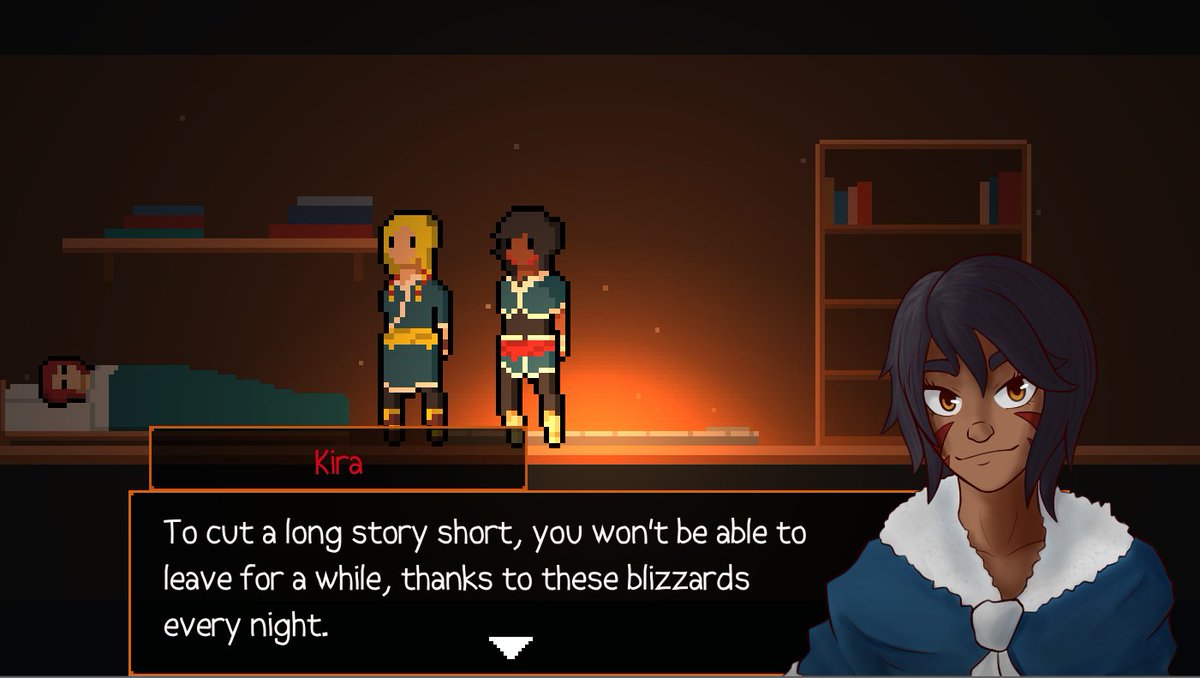 Kira
To cut a long story short, you won't be able to
leave for a while, thanks to these blizzards
every night.